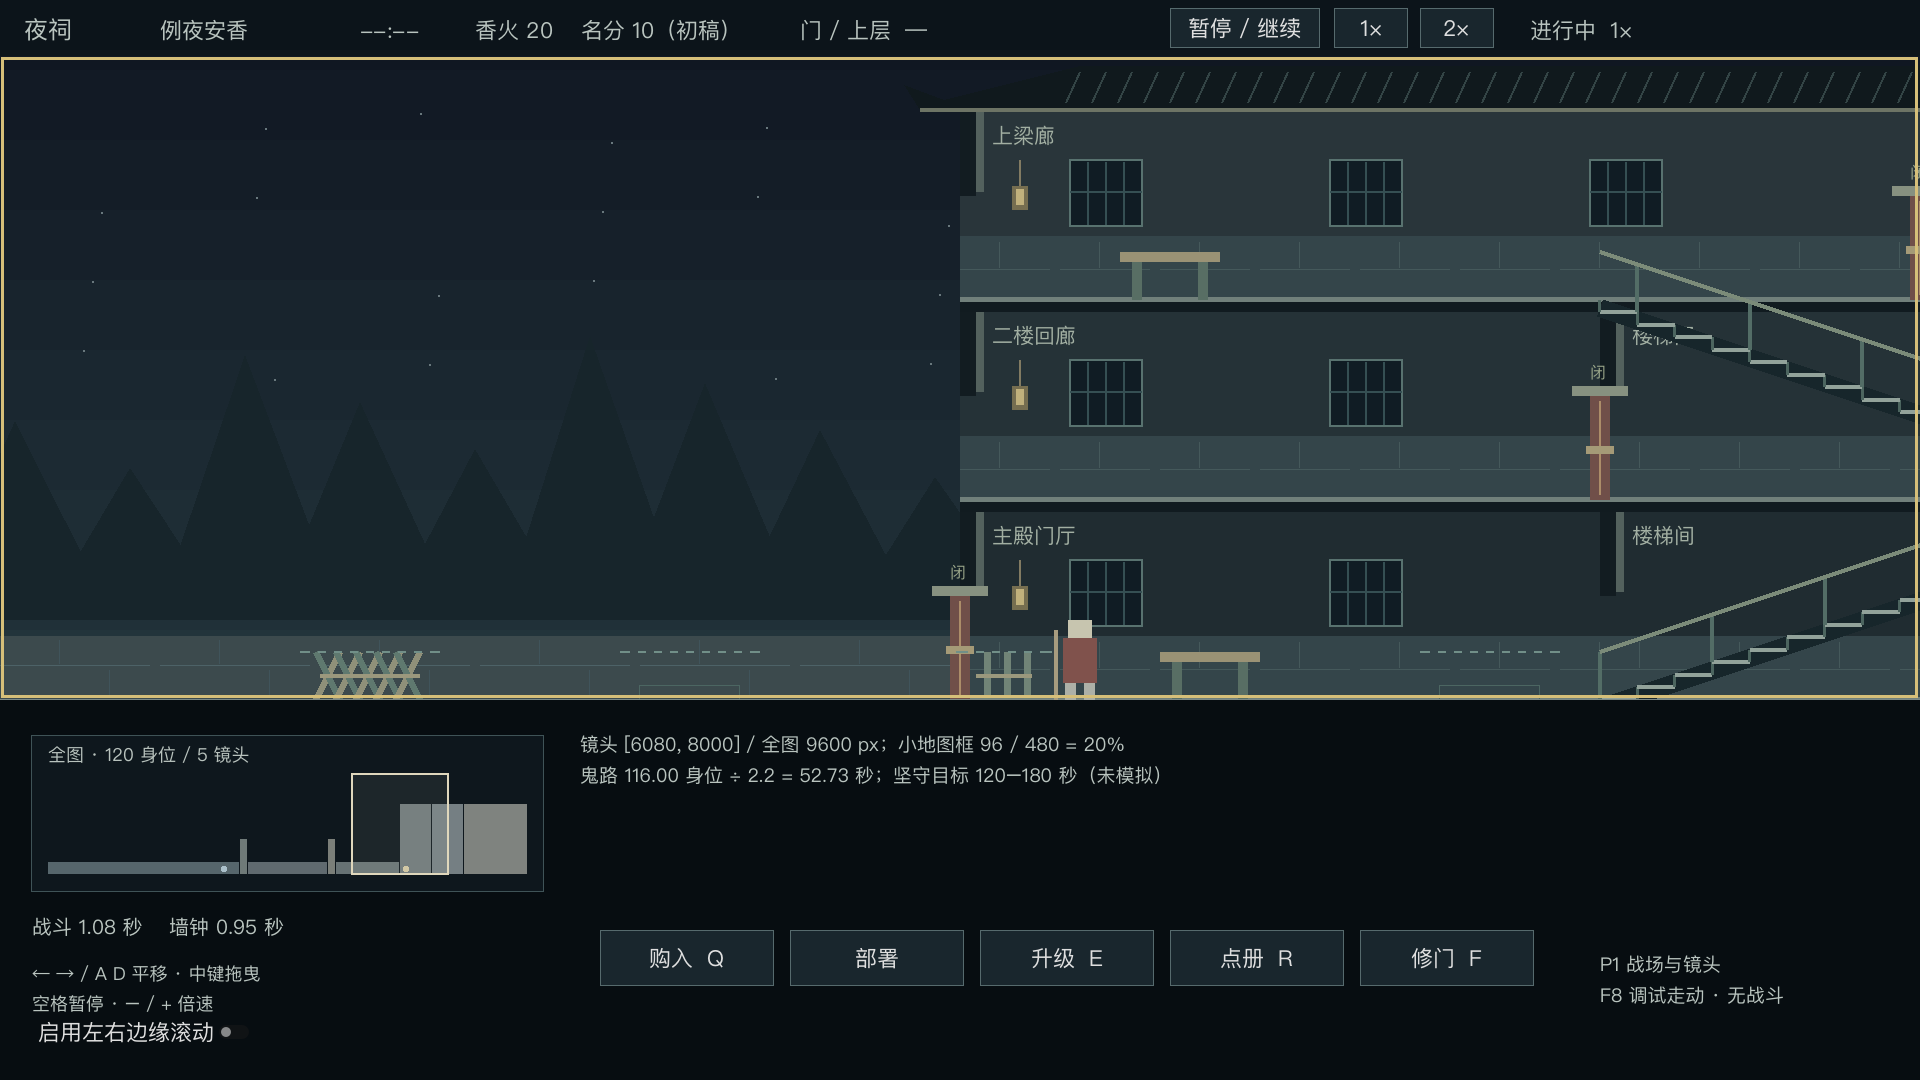 夜祠 例夜安香 --:-- 香火 20 名分 10（初稿） 门 / 上层 — 暂停 / 继续 1× 2× 进行中 1×
上梁廊
二楼回廊
闭
主殿门厅
楼梯间
闭
全图 · 120 身位 / 5 镜头
镜头 [6080, 8000] / 全图 9600 px；小地图框 96 / 480 = 20%
鬼路 116.00 身位 ÷ 2.2 = 52.73 秒；坚守目标 120—180 秒（未模拟）
战斗 1.08 秒 墙钟 0.95 秒
← → / A D 平移 · 中键拖曳
空格暂停 · − / + 倍速
启用左右边缘滚动
购入 Q 部署 升级 E 点册 R 修门 F
P1 战场与镜头
F8 调试走动 · 无战斗